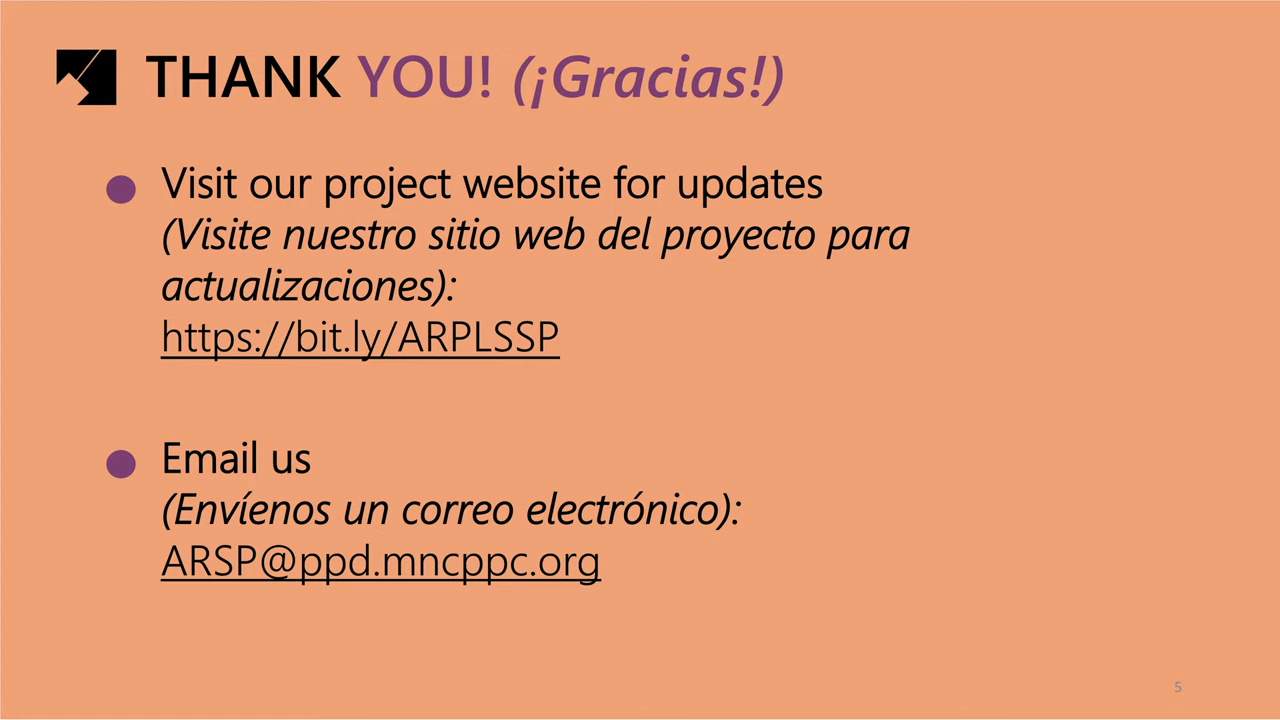 THANK YOU! (¡Gracias!)
Visit our project website for updates
(Visite nuestro sitio web del proyecto para
actualizaciones):
https://bit.ly/ARPLSSP
Email us
(Envíenos un correo electrónico):
ARSP@ppd.mncppc.org
5